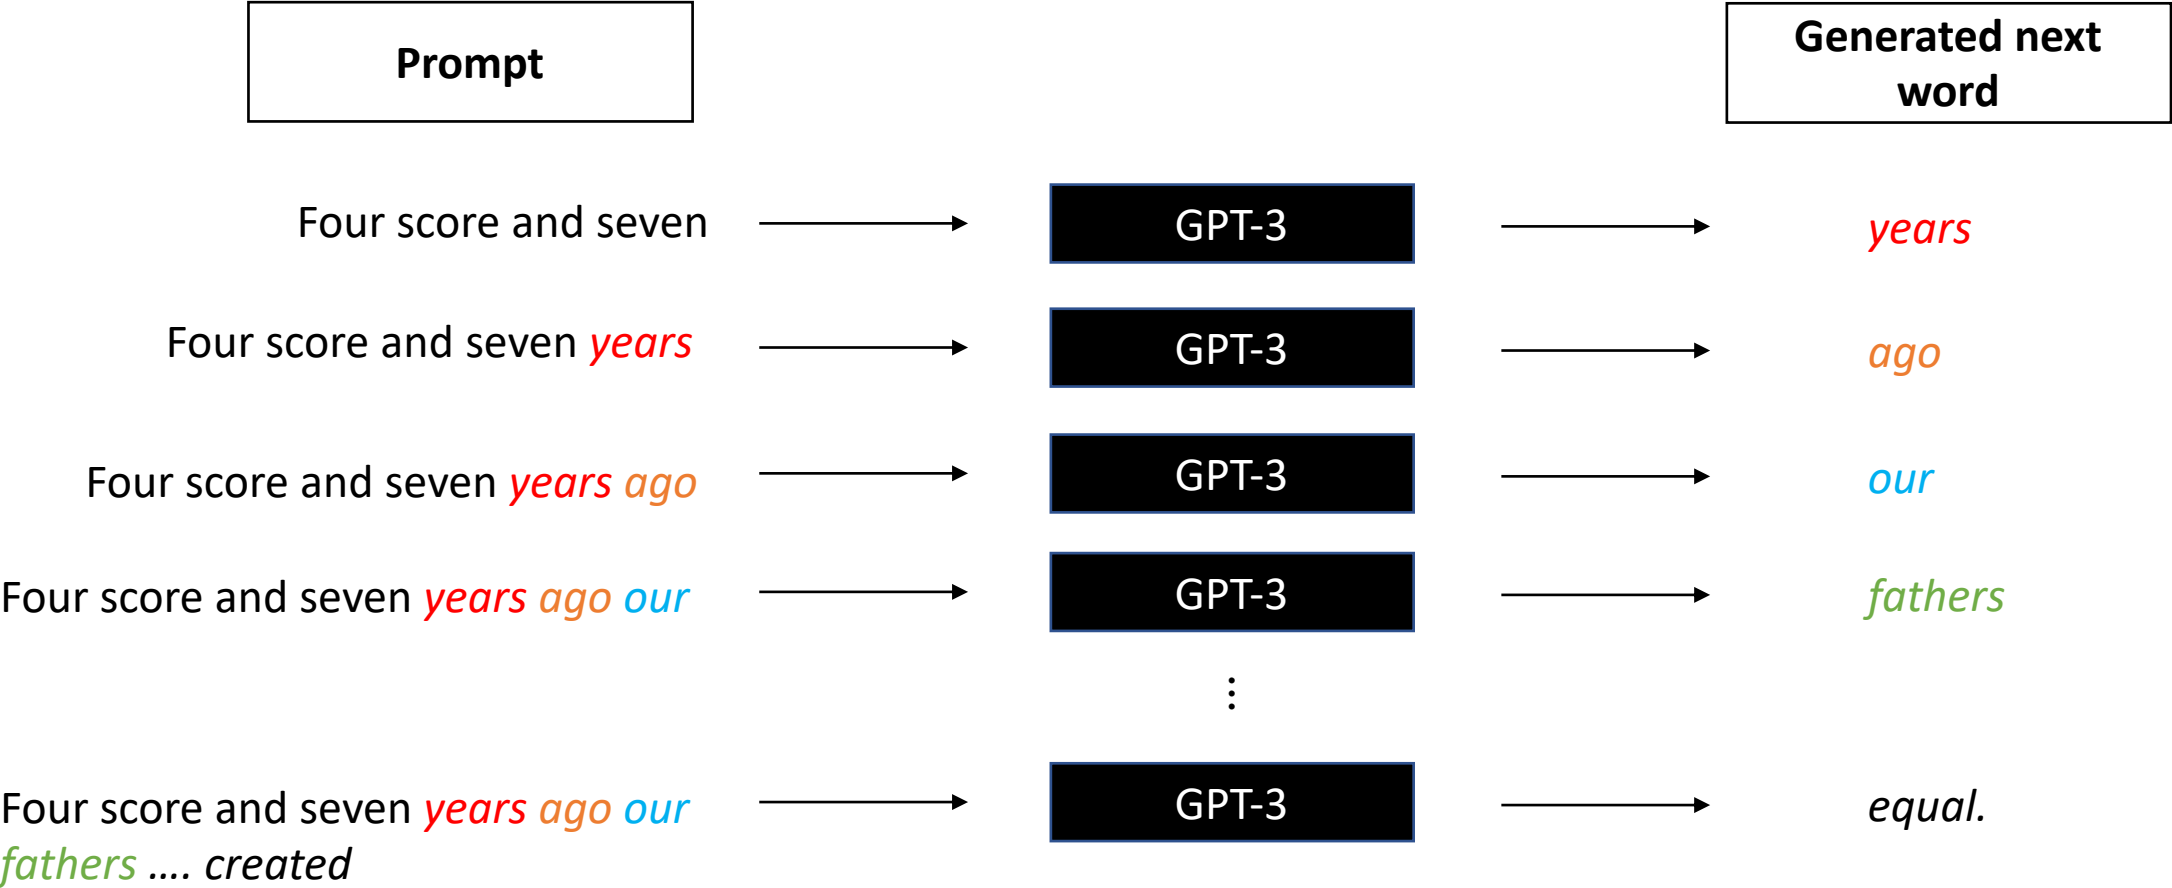 Prompt
Generated next
word
Four score and seven
GPT-3
years
Four score and seven years
GPT-3
ago
Four score and seven years ago
GPT-3
our
Four score and seven years ago our
GPT-3
fathers
...
Four score and seven years ago our
fathers .... created
GPT-3
equal.